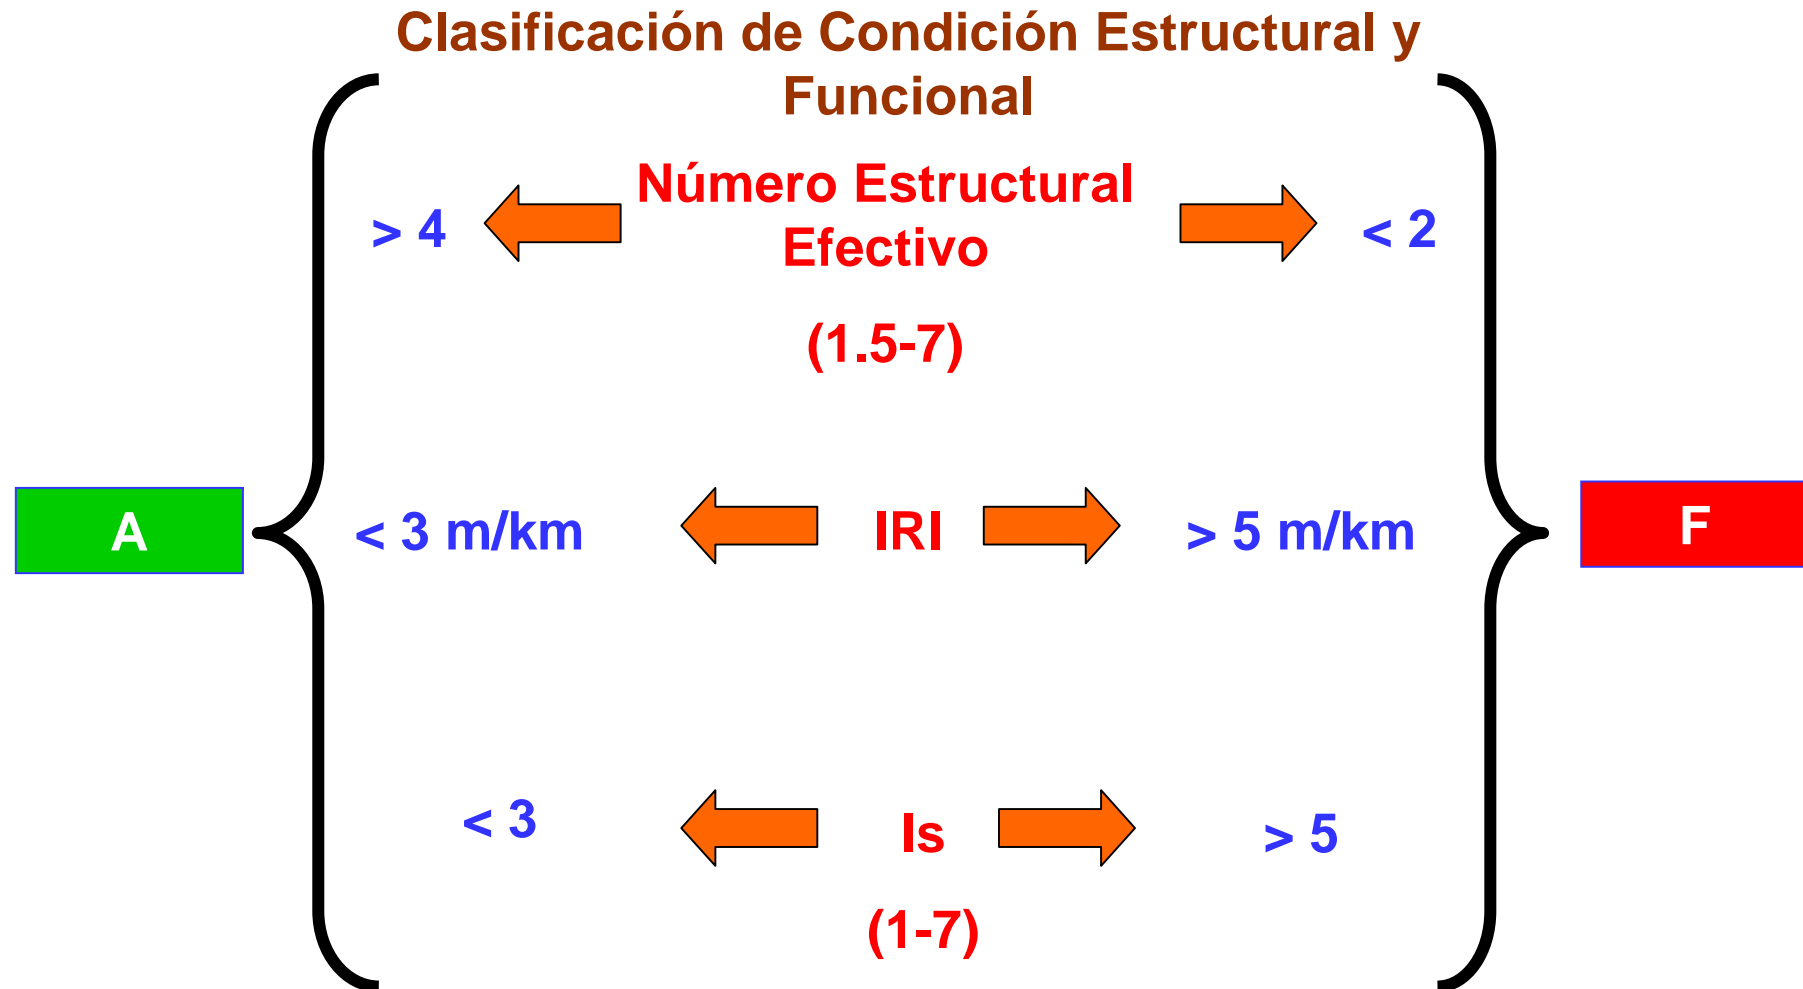 Clasificación de Condición Estructural y
Funcional
Número Estructural
Efectivo
(1.5-7)
> 4
< 2
A
< 3 m/km
IRI
> 5 m/km
F
< 3
Is
> 5
(1-7)